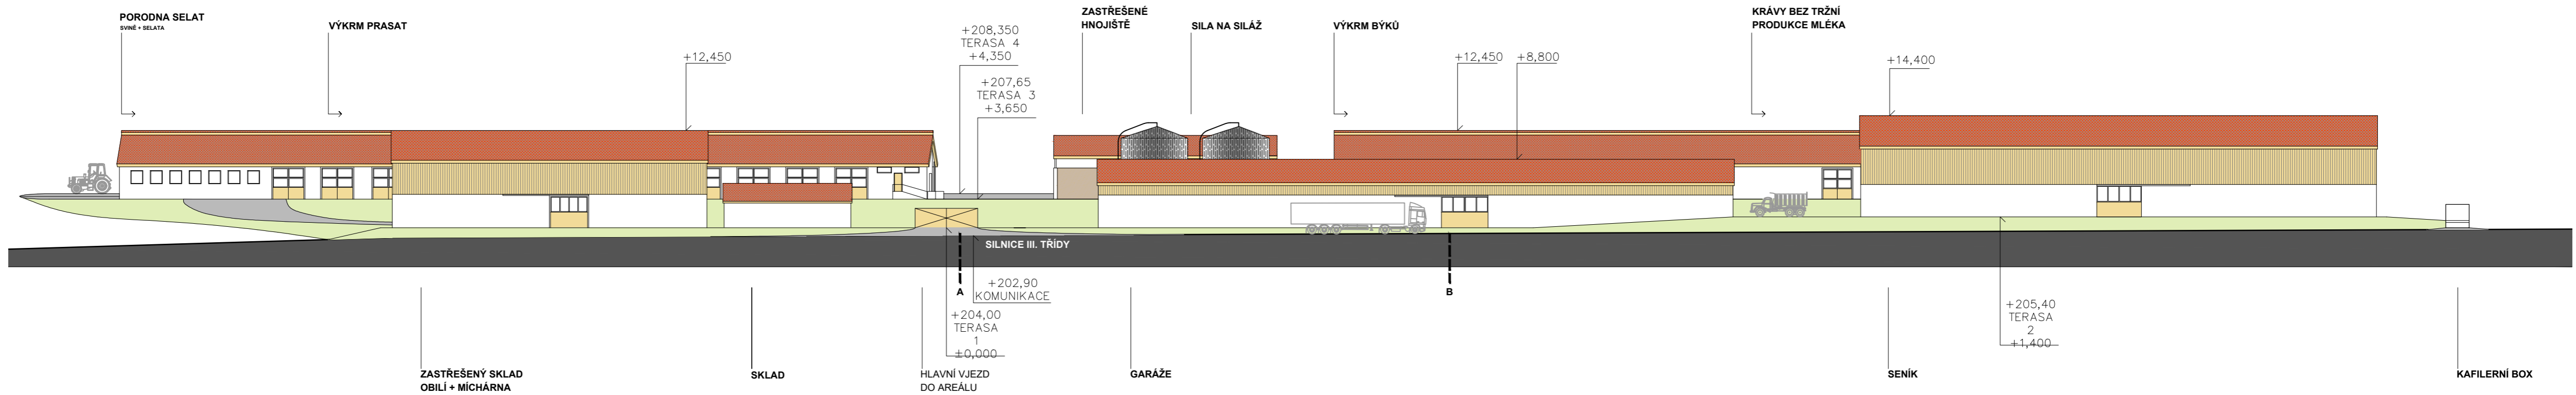 PORODNA SELAT
SVINĚ + SELATA
VÝKRM PRASAT
+12,450
+208,350
TERASA 4
+4,350
+207,65
TERASA 3
+3,650
ZASTŘEŠENÉ
HNOJIŠTĚ
SILA NA SILÁŽ
VÝKRM BÝKŮ
+12,450
+8,800
KRÁVY BEZ TRŽNÍ
PRODUKCE MLÉKA
+14,400
SILNICE III. TŘÍDY
A
B
+202,90
KOMUNIKACE
+204,00
TERASA
1
±0,000
+205,40
TERASA
2
+1,400
ZASTŘEŠENÝ SKLAD
OBILÍ + MÍCHÁRNA
SKLAD
HLAVNÍ VJEZD
DO AREÁLU
GARÁŽE
SENÍK
KAFILERNÍ BOX